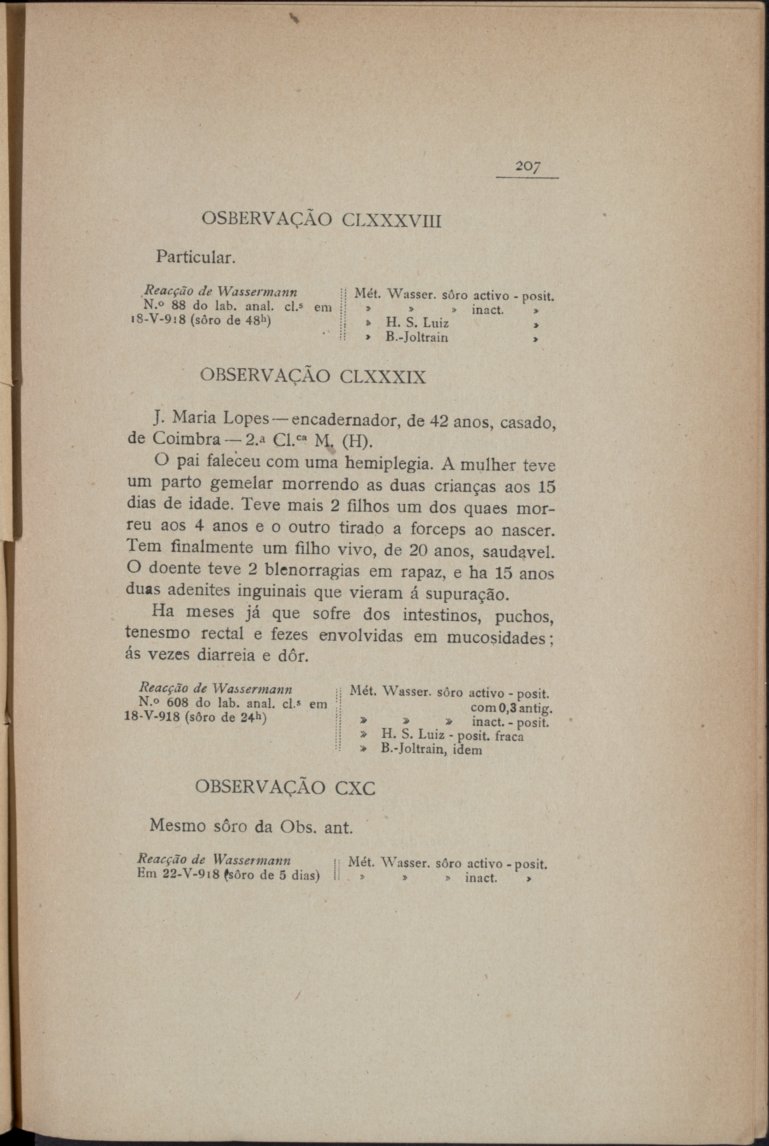 207
OSBERVAÇÃO CLXXXVIII
Particular.
Reacção de Wassermann
N.º 88 do lab. anal. cl.ˢ em
18-V-918 (sôro de 48ʰ)
Mét. Wasser. sôro activo - posit.
» » » inact. »
» H. S. Luiz »
» B.-Joltrain »
OBSERVAÇÃO CLXXXIX
J. Maria Lopes — encadernador, de 42 anos, casado,
de Coimbra — 2.ª Cl.ᶜᵃ M. (H).
O pai faleceu com uma hemiplegia. A mulher teve
um parto gemelar morrendo as duas crianças aos 15
dias de idade. Teve mais 2 filhos um dos quaes mor-
reu aos 4 anos e o outro tirado a forceps ao nascer.
Tem finalmente um filho vivo, de 20 anos, saudavel.
O doente teve 2 blenorragias em rapaz, e ha 15 anos
duas adenites inguinais que vieram á supuração.
Ha meses já que sofre dos intestinos, puchos,
tenesmo rectal e fezes envolvidas em mucosidades;
ás vezes diarreia e dôr.
Reacção de Wassermann
N.º 608 do lab. anal. cl.ˢ em
18-V-918 (sôro de 24ʰ)
Mét. Wasser. sôro activo - posit.
com 0,3 antig.
» » » inact. - posit.
» H. S. Luiz - posit. fraca
» B.-Joltrain, idem
OBSERVAÇÃO CXC
Mesmo sôro da Obs. ant.
Reacção de Wassermann
Em 22-V-918 (sôro de 5 dias)
Mét. Wasser. sôro activo - posit.
» » » inact. »